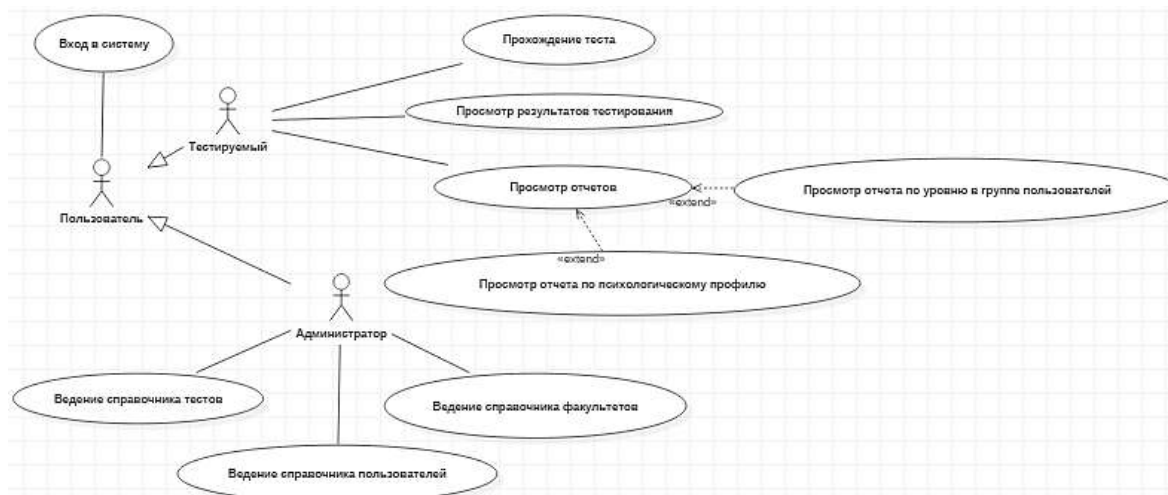 Вход в систему
Прохождение теста
Просмотр результатов тестирования
Тестируемый
Просмотр отчетов
Просмотр отчета по уровню в группе пользователей
«extend»
Пользователь
«extend»
Просмотр отчета по психологическому профилю
Администратор
Ведение справочника тестов
Ведение справочника факультетов
Ведение справочника пользователей